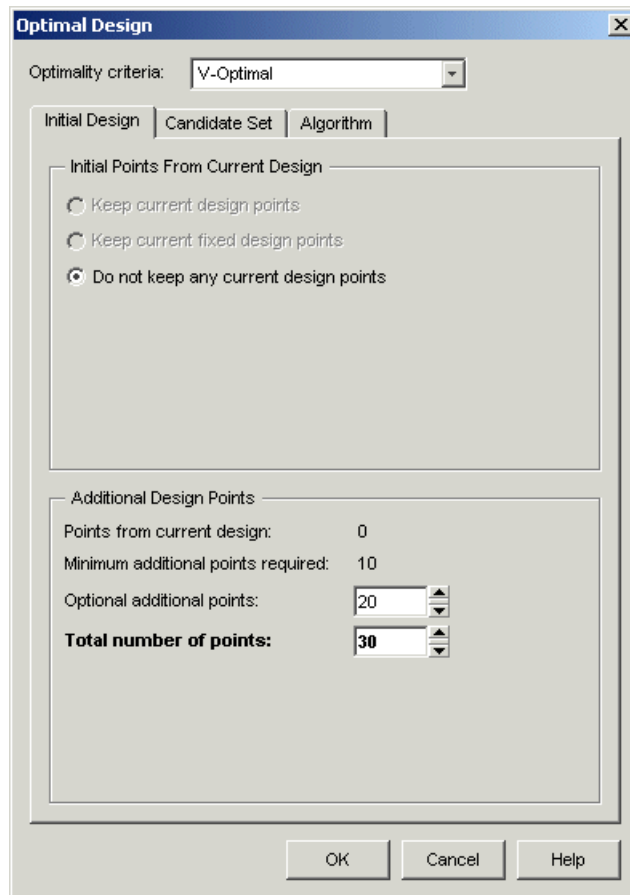 Optimal Design
Optimality criteria: V-Optimal
Initial Design Candidate Set Algorithm
Initial Points From Current Design
Keep current design points
Keep current fixed design points
Do not keep any current design points
Additional Design Points
Points from current design: 0
Minimum additional points required: 10
Optional additional points: 20
Total number of points: 30
OK Cancel Help